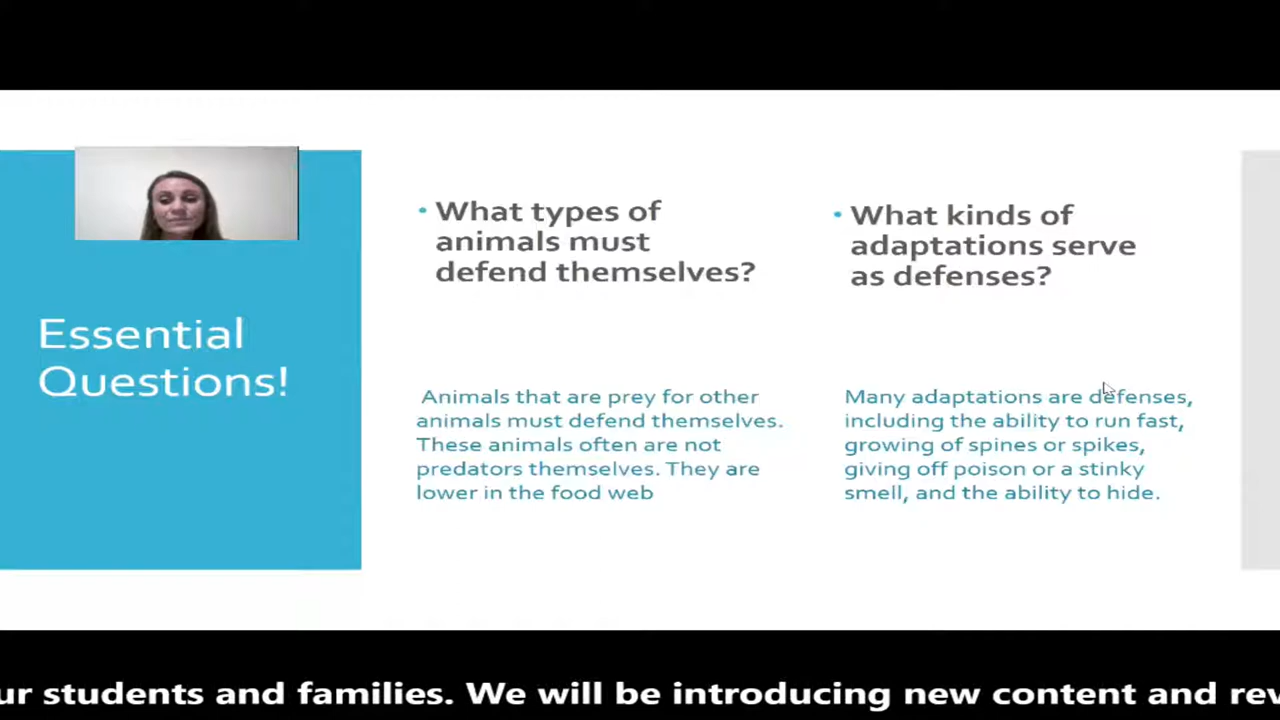 Essential
Questions!
• What types of
animals must
defend themselves?
Animals that are prey for other
animals must defend themselves.
These animals often are not
predators themselves. They are
lower in the food web
• What kinds of
adaptations serve
as defenses?
Many adaptations are defenses,
including the ability to run fast,
growing of spines or spikes,
giving off poison or a stinky
smell, and the ability to hide.
students and families. We will be introducing new content and